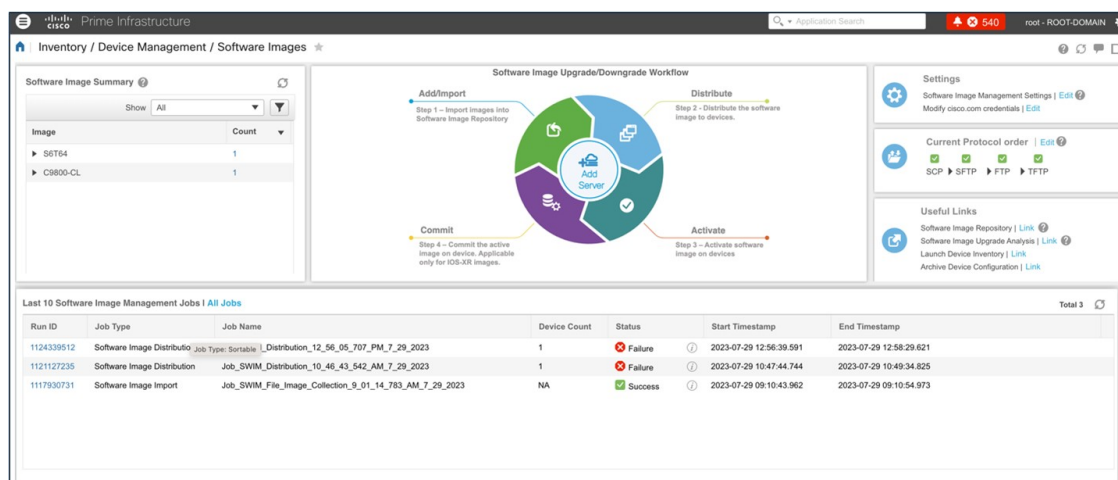 cisco Prime Infrastructure
Application Search
540
root - ROOT-DOMAIN
Inventory / Device Management / Software Images
Software Image Summary
Show All
Image Count
S6T64 1
C9800-CL 1
Software Image Upgrade/Downgrade Workflow
Add/Import
Step 1 – Import images into
Software Image Repository
Distribute
Step 2 - Distribute the software
image to devices.
Add
Server
Commit
Step 4 – Commit the active
image on device. Applicable
only for IOS-XR images.
Activate
Step 3 – Activate software
image on devices
Settings
Software Image Management Settings | Edit
Modify cisco.com credentials | Edit
Current Protocol order | Edit
SCP SFTP FTP TFTP
Useful Links
Software Image Repository | Link
Software Image Upgrade Analysis | Link
Launch Device Inventory | Link
Archive Device Configuration | Link
Last 10 Software Image Management Jobs | All Jobs
Total 3
Run ID Job Type Job Name Device Count Status Start Timestamp End Timestamp
1124339512 Software Image Distributio _Distribution_12_56_05_707_PM_7_29_2023 1 Failure 2023-07-29 12:56:39.591 2023-07-29 12:58:29.621
Job Type: Sortable
1121127235 Software Image Distribution Job_SWIM_Distribution_10_46_43_542_AM_7_29_2023 1 Failure 2023-07-29 10:47:44.744 2023-07-29 10:49:34.825
1117930731 Software Image Import Job_SWIM_File_Image_Collection_9_01_14_783_AM_7_29_2023 NA Success 2023-07-29 09:10:43.962 2023-07-29 09:10:54.973